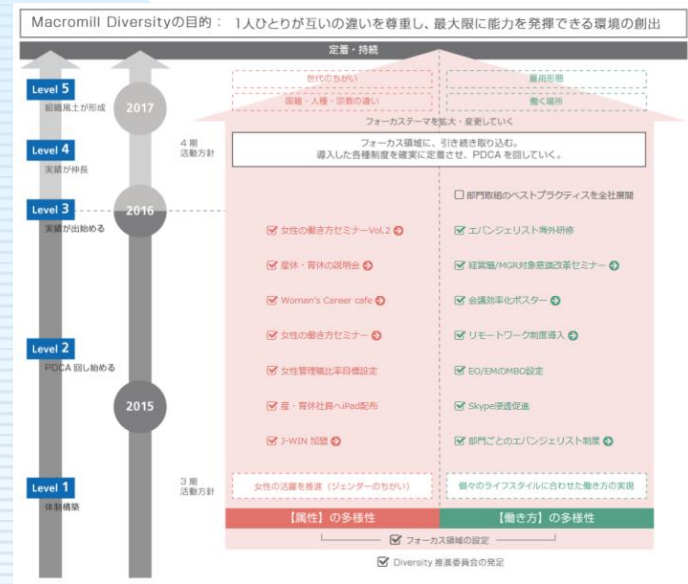 Macromill Diversityの目的： 1人ひとりが互いの違いを尊重し、最大限に能力を発揮できる環境の創出
定着・持続
Level 5
組織風土が形成
2017
世代のちがい
雇用形態
国籍・人種・宗教の違い
働く場所
フォーカステーマを拡大・変更していく
Level 4
実績が伸長
4 期
活動方針
フォーカス領域に、引き続き取り込む。
導入した各種制度を確実に定着させ、PDCA を回していく。
Level 3
実績が出始める
2016
部門取組のベストプラクティスを全社展開
女性の働き方セミナーVol.2
エバンジェリスト海外研修
産休・育休の説明会
経営職/MGR対象意識改革セミナー
Woman's Career cafe
会議効率化ポスター
Level 2
PDCA 回し始める
女性の働き方セミナー
リモートワーク制度導入
女性管理職比率目標設定
EO/EMのMBO設定
2015
産・育休社員へiPad配布
Skype浸透促進
J-WIN 加盟
部門ごとのエバンジェリスト制度
Level 1
体制構築
3 期
活動方針
女性の活躍を推進（ジェンダーのちがい）
個々のライフスタイルに合わせた働き方の実現
【属性】の多様性
【働き方】の多様性
フォーカス領域の設定
Diversity 推進委員会の発足